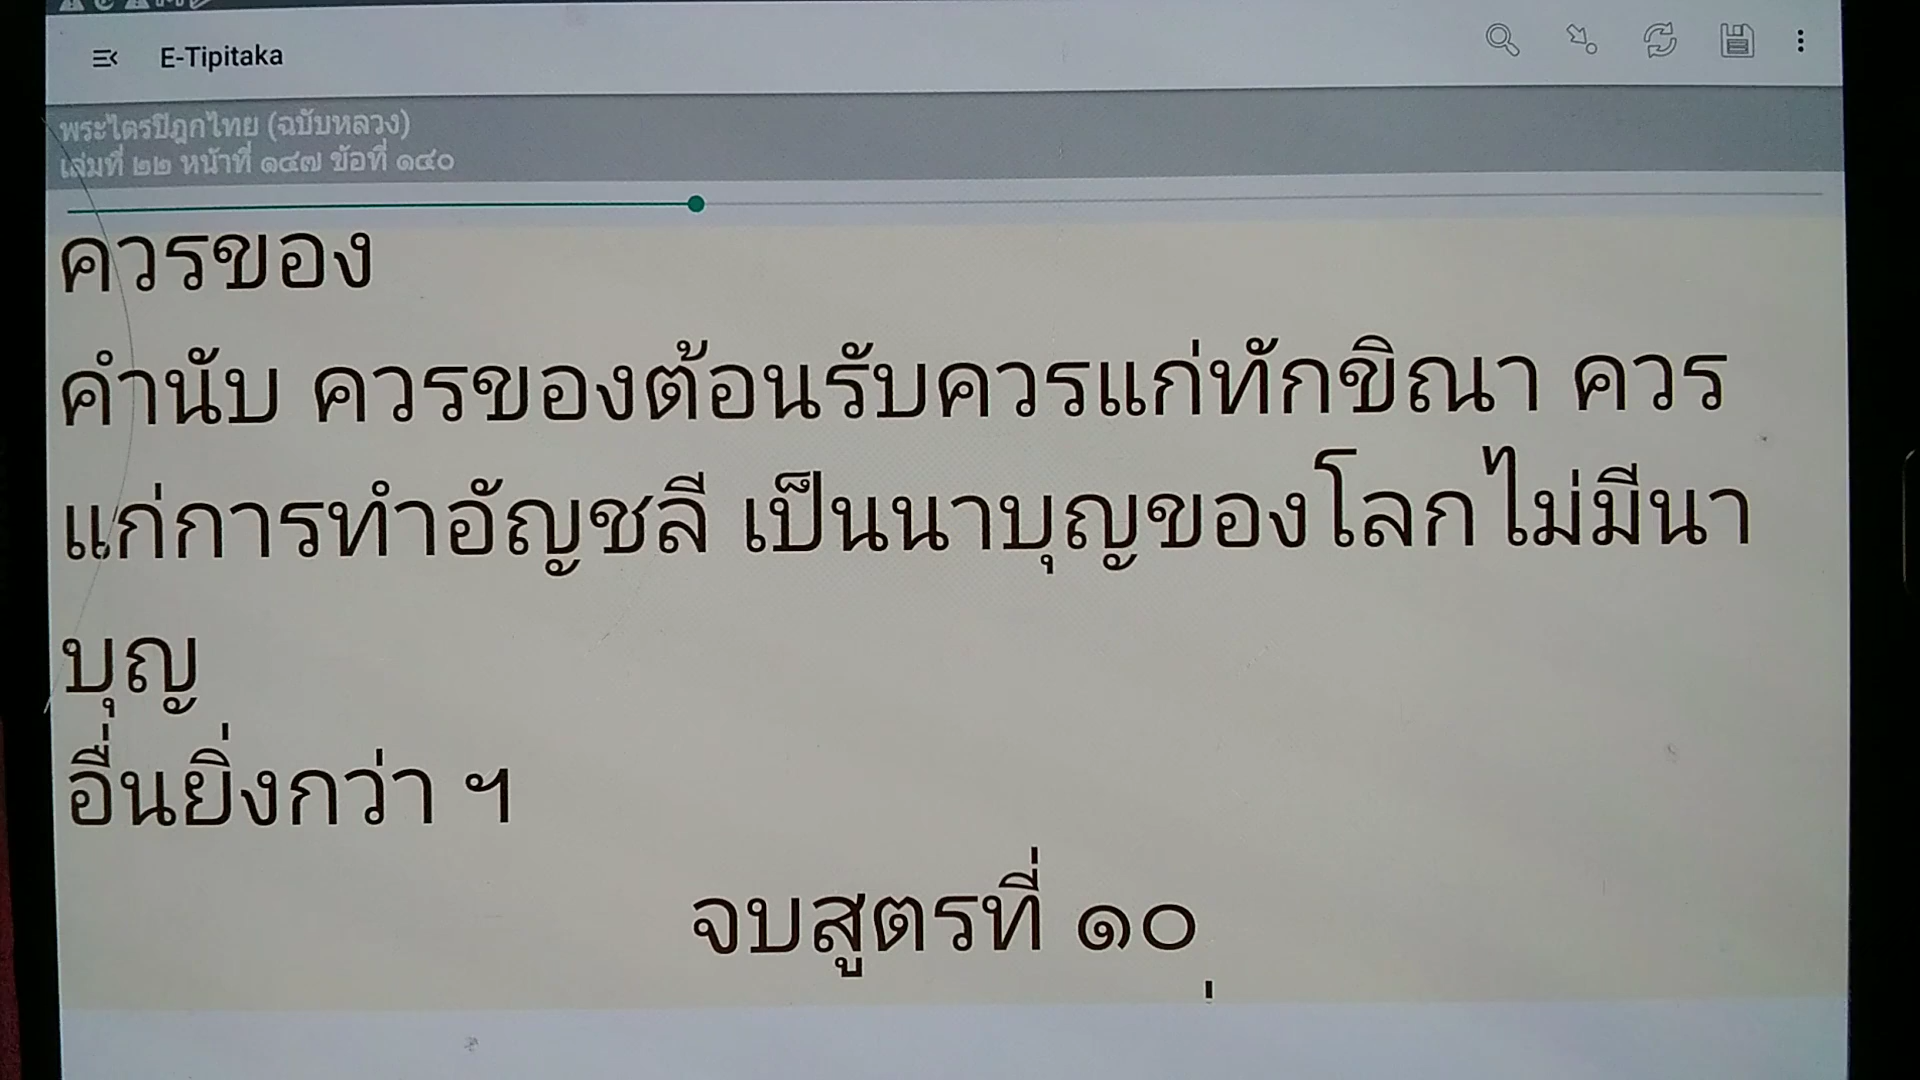 E-Tipitaka
พระไตรปิฎกไทย (ฉบับหลวง)
เล่มที่ ๒๒ หน้าที่ ๑๔๗ ข้อที่ ๑๔๐
ควรของ
คำนับ ควรของต้อนรับควรแก่ทักขิณา ควร
แก่การทำอัญชลี เป็นนาบุญของโลกไม่มีนา
บุญ
อื่นยิ่งกว่า ฯ
จบสูตรที่ ๑๐